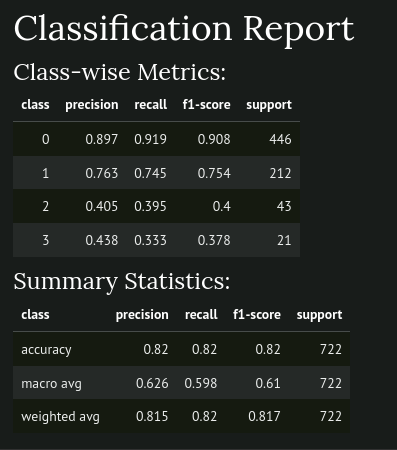 Classification Report
Class-wise Metrics:
class precision recall f1-score support
0 0.897 0.919 0.908 446
1 0.763 0.745 0.754 212
2 0.405 0.395 0.4 43
3 0.438 0.333 0.378 21
Summary Statistics:
class precision recall f1-score support
accuracy 0.82 0.82 0.82 722
macro avg 0.626 0.598 0.61 722
weighted avg 0.815 0.82 0.817 722